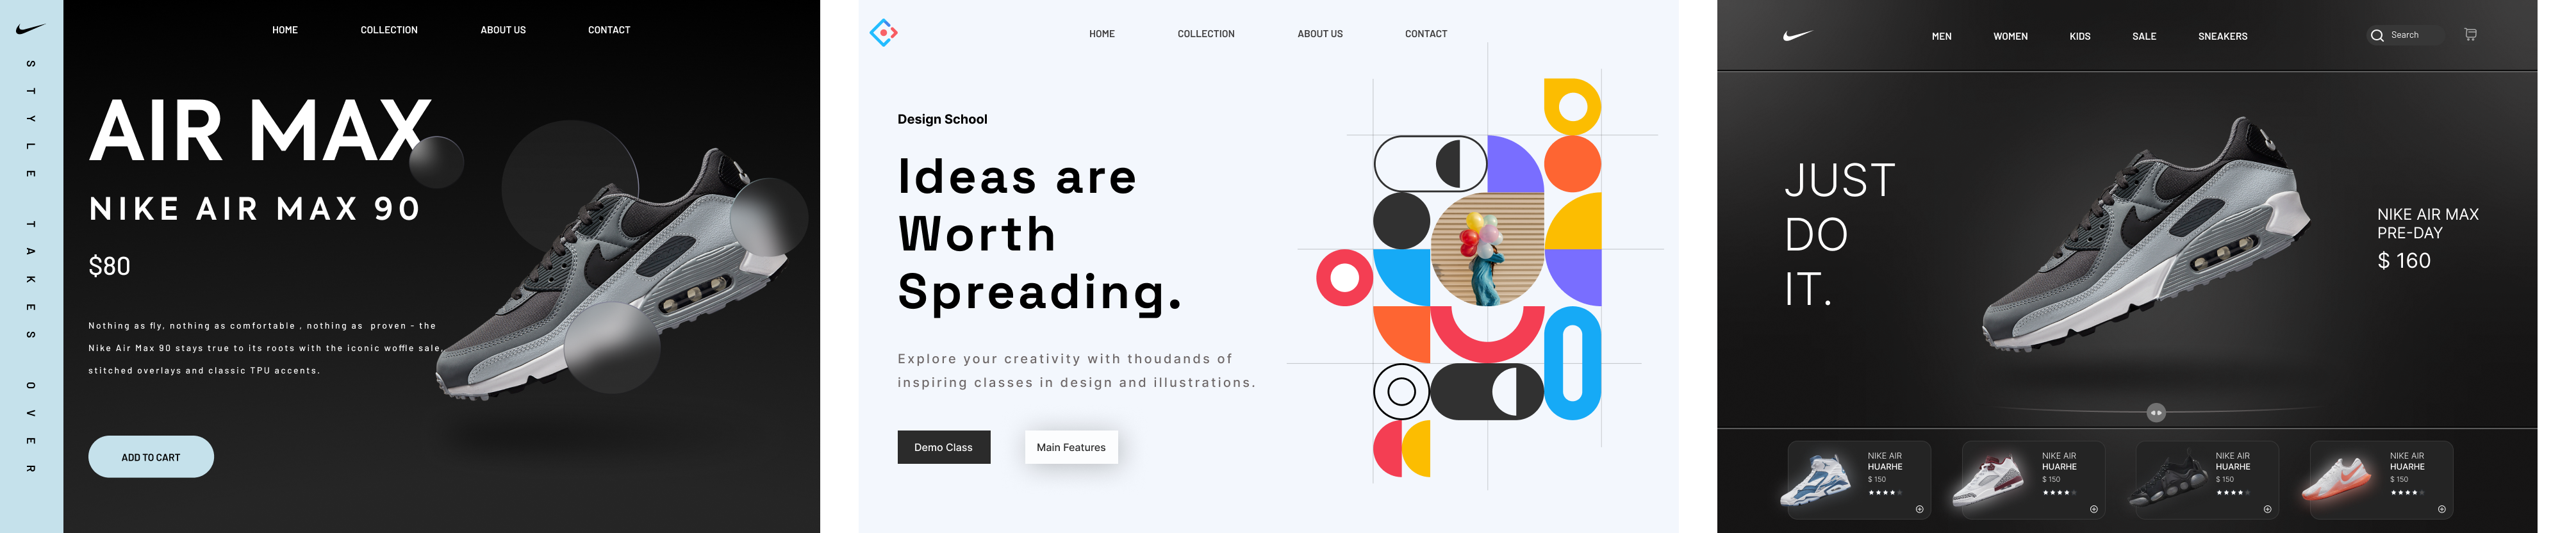 STYLE TAKES OVER
HOME COLLECTION ABOUT US CONTACT
AIR MAX
NIKE AIR MAX 90
$80
Nothing as fly, nothing as comfortable , nothing as proven - the
Nike Air Max 90 stays true to its roots with the iconic woffle sale,
stitched overlays and classic TPU accents.
ADD TO CART
HOME COLLECTION ABOUT US CONTACT
Design School
Ideas are
Worth
Spreading.
Explore your creativity with thoudands of
inspiring classes in design and illustrations.
Demo Class Main Features
MEN WOMEN KIDS SALE SNEAKERS Search
JUST
DO
IT.
NIKE AIR MAX
PRE-DAY
$ 160
NIKE AIR
HUARHE
$ 150
NIKE AIR
HUARHE
$ 150
NIKE AIR
HUARHE
$ 150
NIKE AIR
HUARHE
$ 150